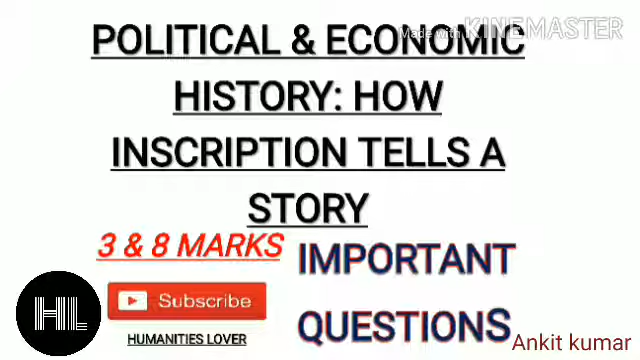 Made with KINEMASTER
POLITICAL & ECONOMIC
HISTORY: HOW
INSCRIPTION TELLS A
STORY
3 & 8 MARKS
IMPORTANT
QUESTIONS
HL
Subscribe
HUMANITIES LOVER
Ankit kumar